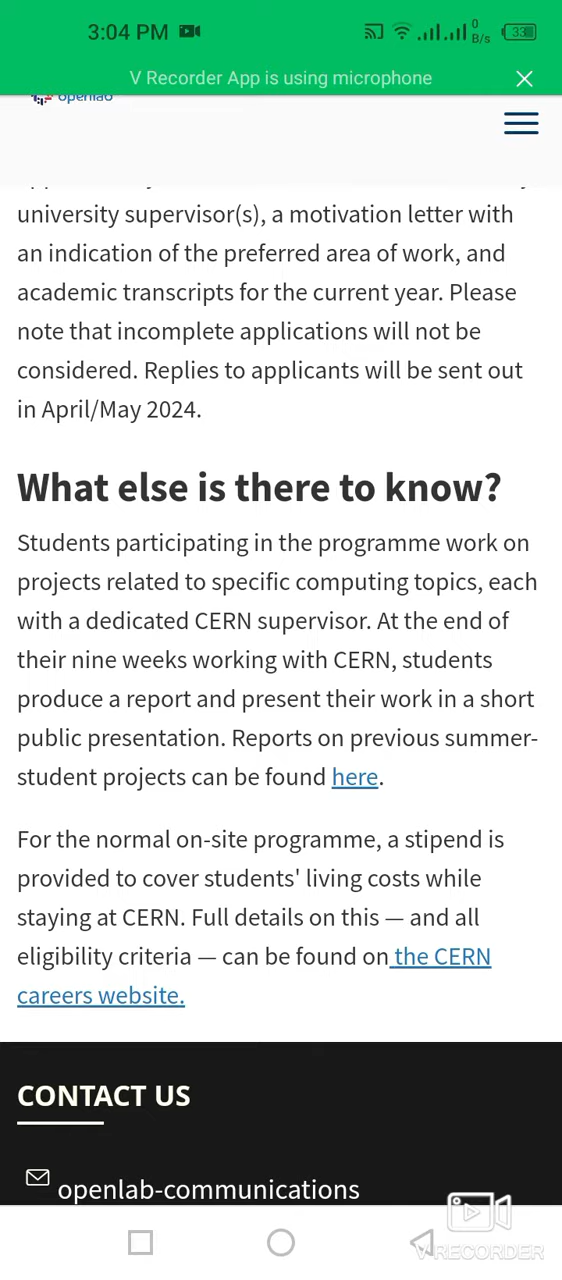 3:04 PM
0
B/s
33
V Recorder App is using microphone
openlab
university supervisor(s), a motivation letter with
an indication of the preferred area of work, and
academic transcripts for the current year. Please
note that incomplete applications will not be
considered. Replies to applicants will be sent out
in April/May 2024.
What else is there to know?
Students participating in the programme work on
projects related to specific computing topics, each
with a dedicated CERN supervisor. At the end of
their nine weeks working with CERN, students
produce a report and present their work in a short
public presentation. Reports on previous summer-
student projects can be found here.
For the normal on-site programme, a stipend is
provided to cover students' living costs while
staying at CERN. Full details on this — and all
eligibility criteria — can be found on the CERN
careers website.
CONTACT US
openlab-communications
V RECORDER